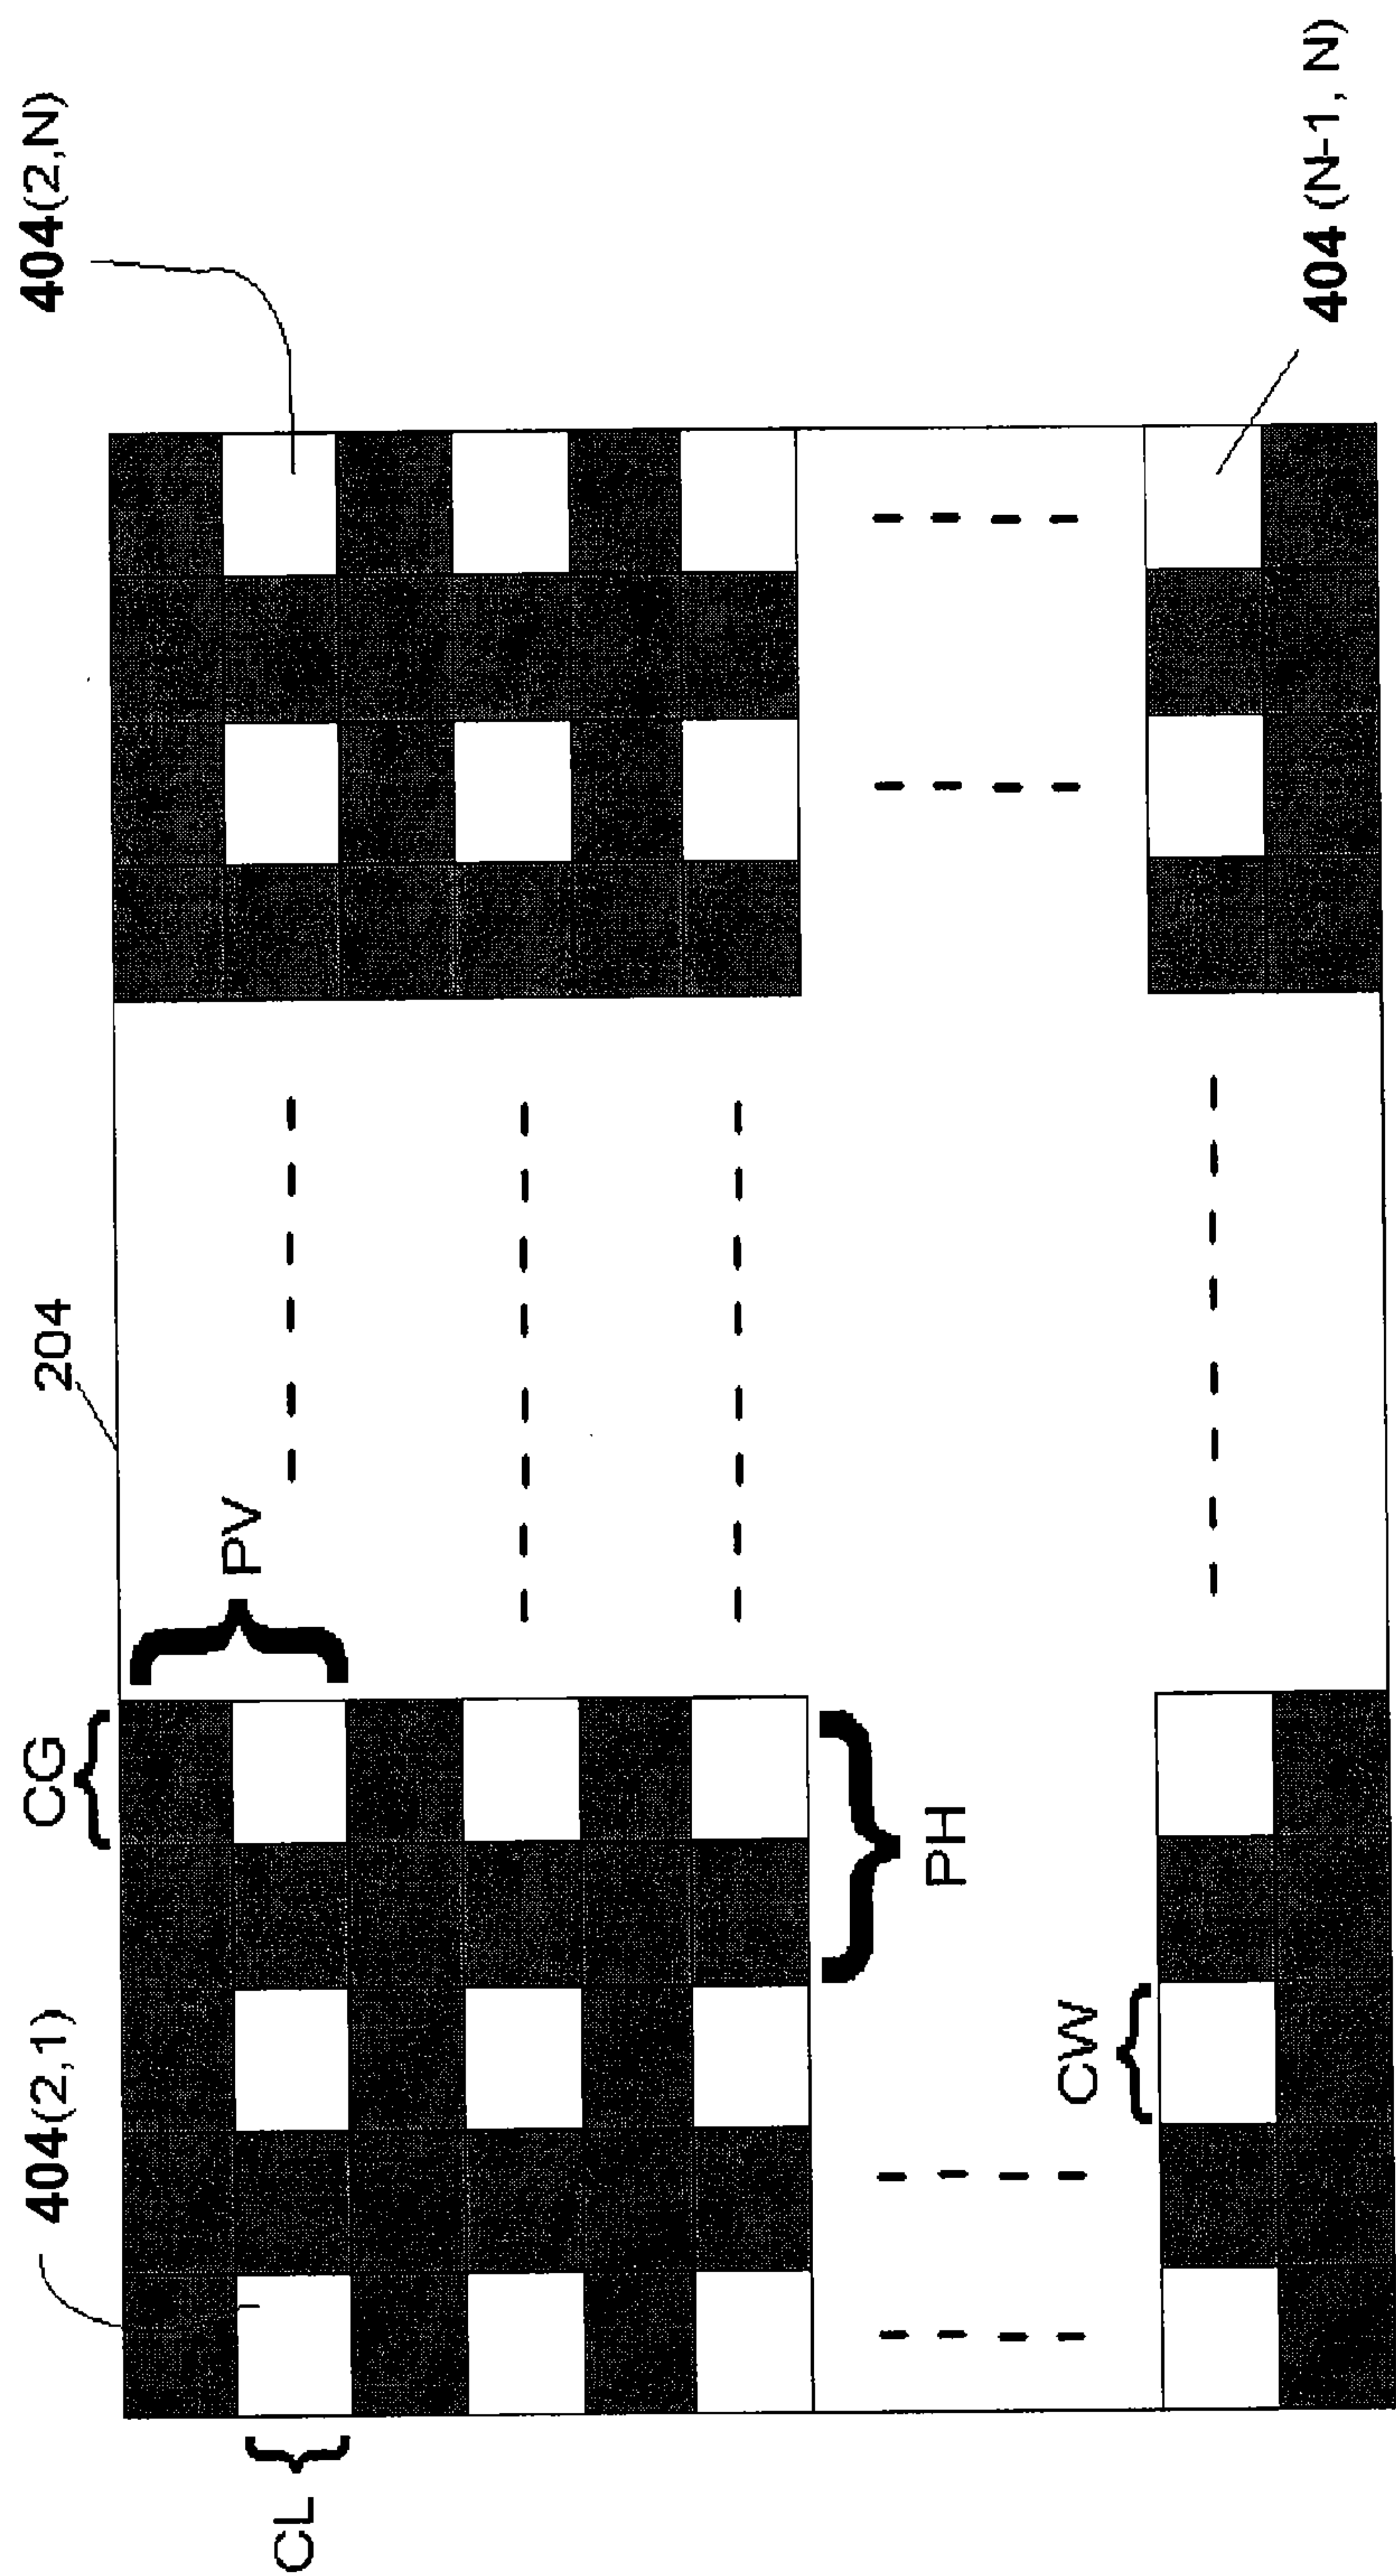 404(2,1)
CG
204
404(2,N)
CL
PV
PH
CW
404 (N-1, N)